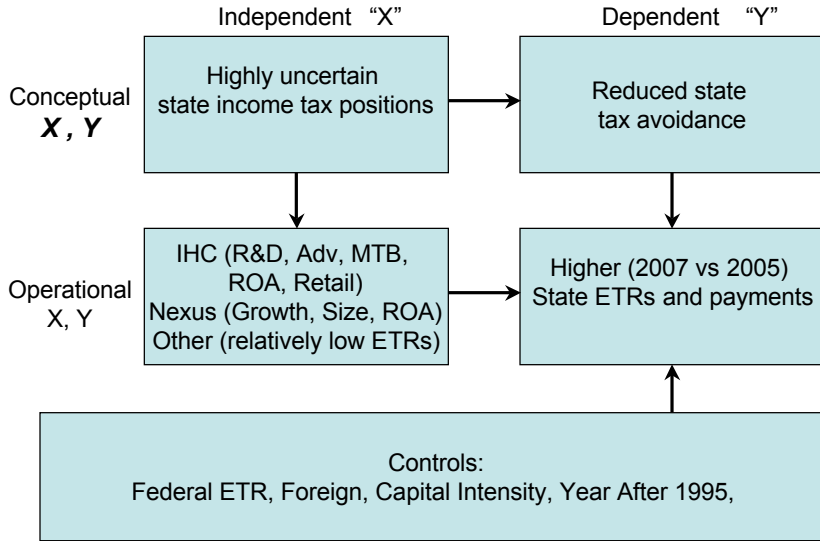 Independent “X”
Dependent “Y”
Conceptual
X , Y
Highly uncertain
state income tax positions
Reduced state
tax avoidance
Operational
X, Y
IHC (R&D, Adv, MTB,
ROA, Retail)
Nexus (Growth, Size, ROA)
Other (relatively low ETRs)
Higher (2007 vs 2005)
State ETRs and payments
Controls:
Federal ETR, Foreign, Capital Intensity, Year After 1995,